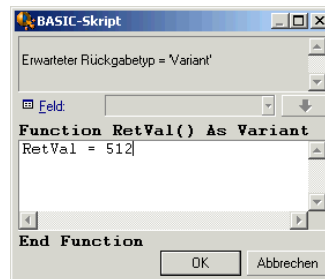 BASIC-Skript
Erwarteter Rückgabetyp = 'Variant'
Feld:
Function RetVal() As Variant
RetVal = 512
End Function
OK Abbrechen